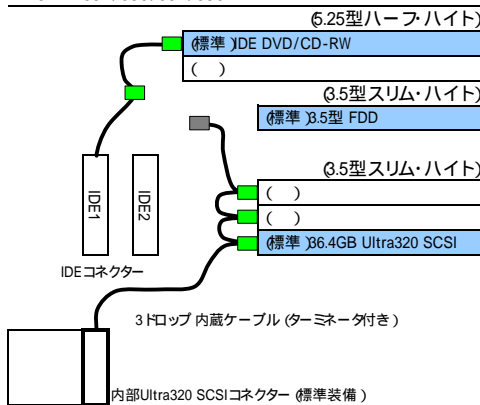 (5.25型ハーフ・ハイト)
(標準)IDE DVD/CD-RW
( )
(3.5型スリム・ハイト)
(標準)3.5型 FDD
(3.5型スリム・ハイト)
( )
( )
(標準)36.4GB Ultra320 SCSI
IDE1
IDE2
IDEコネクター
3ドロップ 内蔵ケーブル (ターミネータ付き)
内部Ultra320 SCSIコネクター (標準装備)